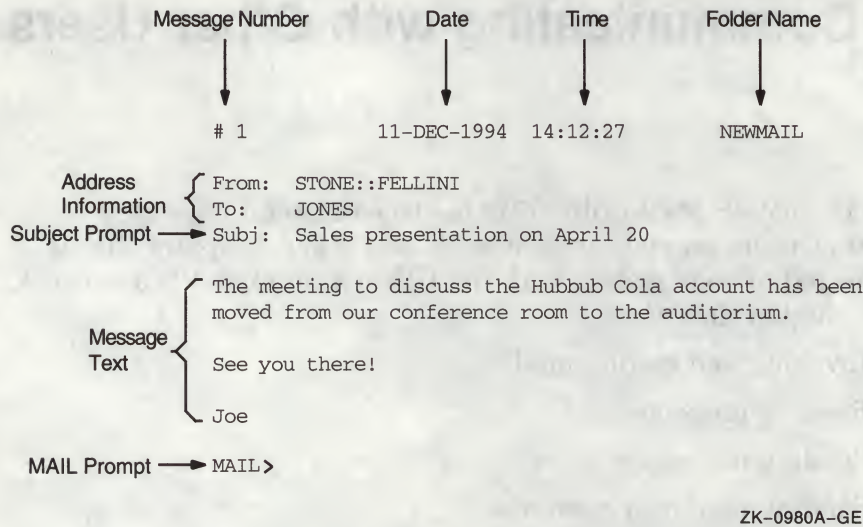 Message Number Date Time Folder Name
# 1 11-DEC-1994 14:12:27 NEWMAIL
Address Information
From: STONE::FELLINI
To: JONES
Subject Prompt Subj: Sales presentation on April 20
Message Text
The meeting to discuss the Hubbub Cola account has been
moved from our conference room to the auditorium.
See you there!
Joe
MAIL Prompt MAIL>
ZK-0980A-GE